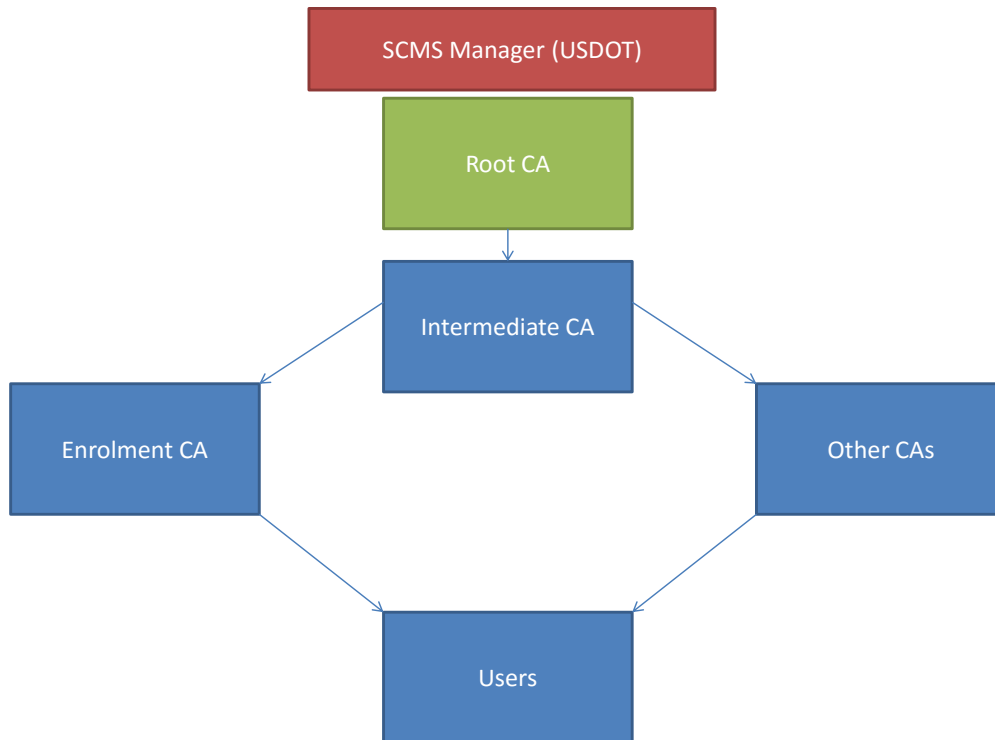 SCMS Manager (USDOT)
Root CA
Intermediate CA
Enrolment CA
Other CAs
Users